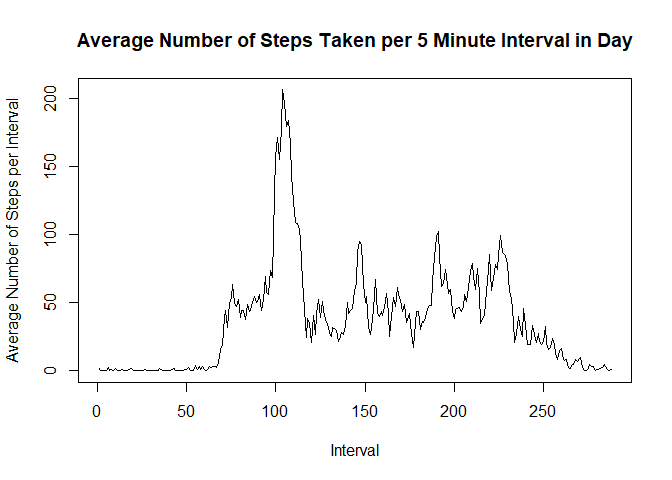 Average Number of Steps Taken per 5 Minute Interval in Day
Average Number of Steps per Interval
200
150
100
50
0
0 50 100 150 200 250
Interval